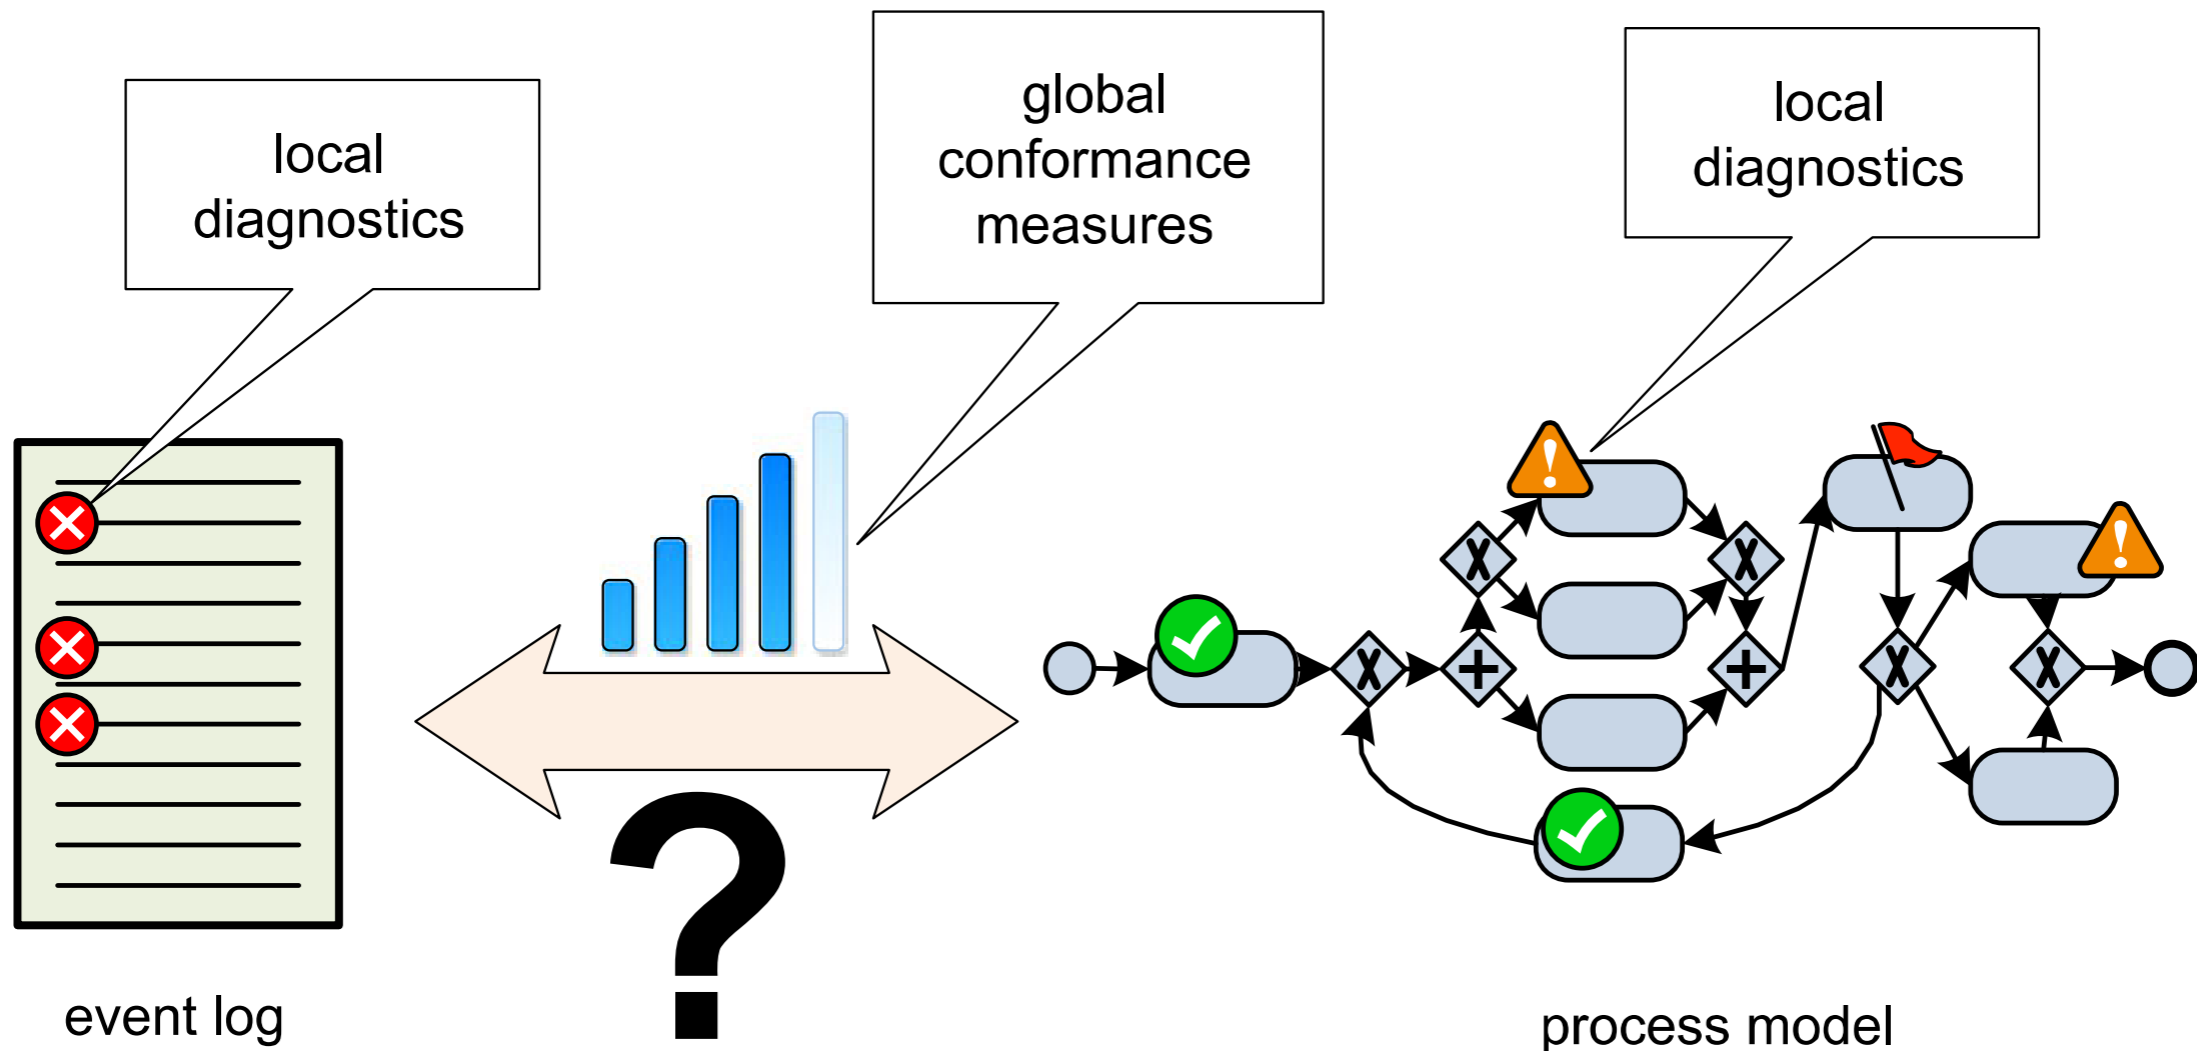 local
diagnostics
global
conformance
measures
local
diagnostics
?
event log
process model